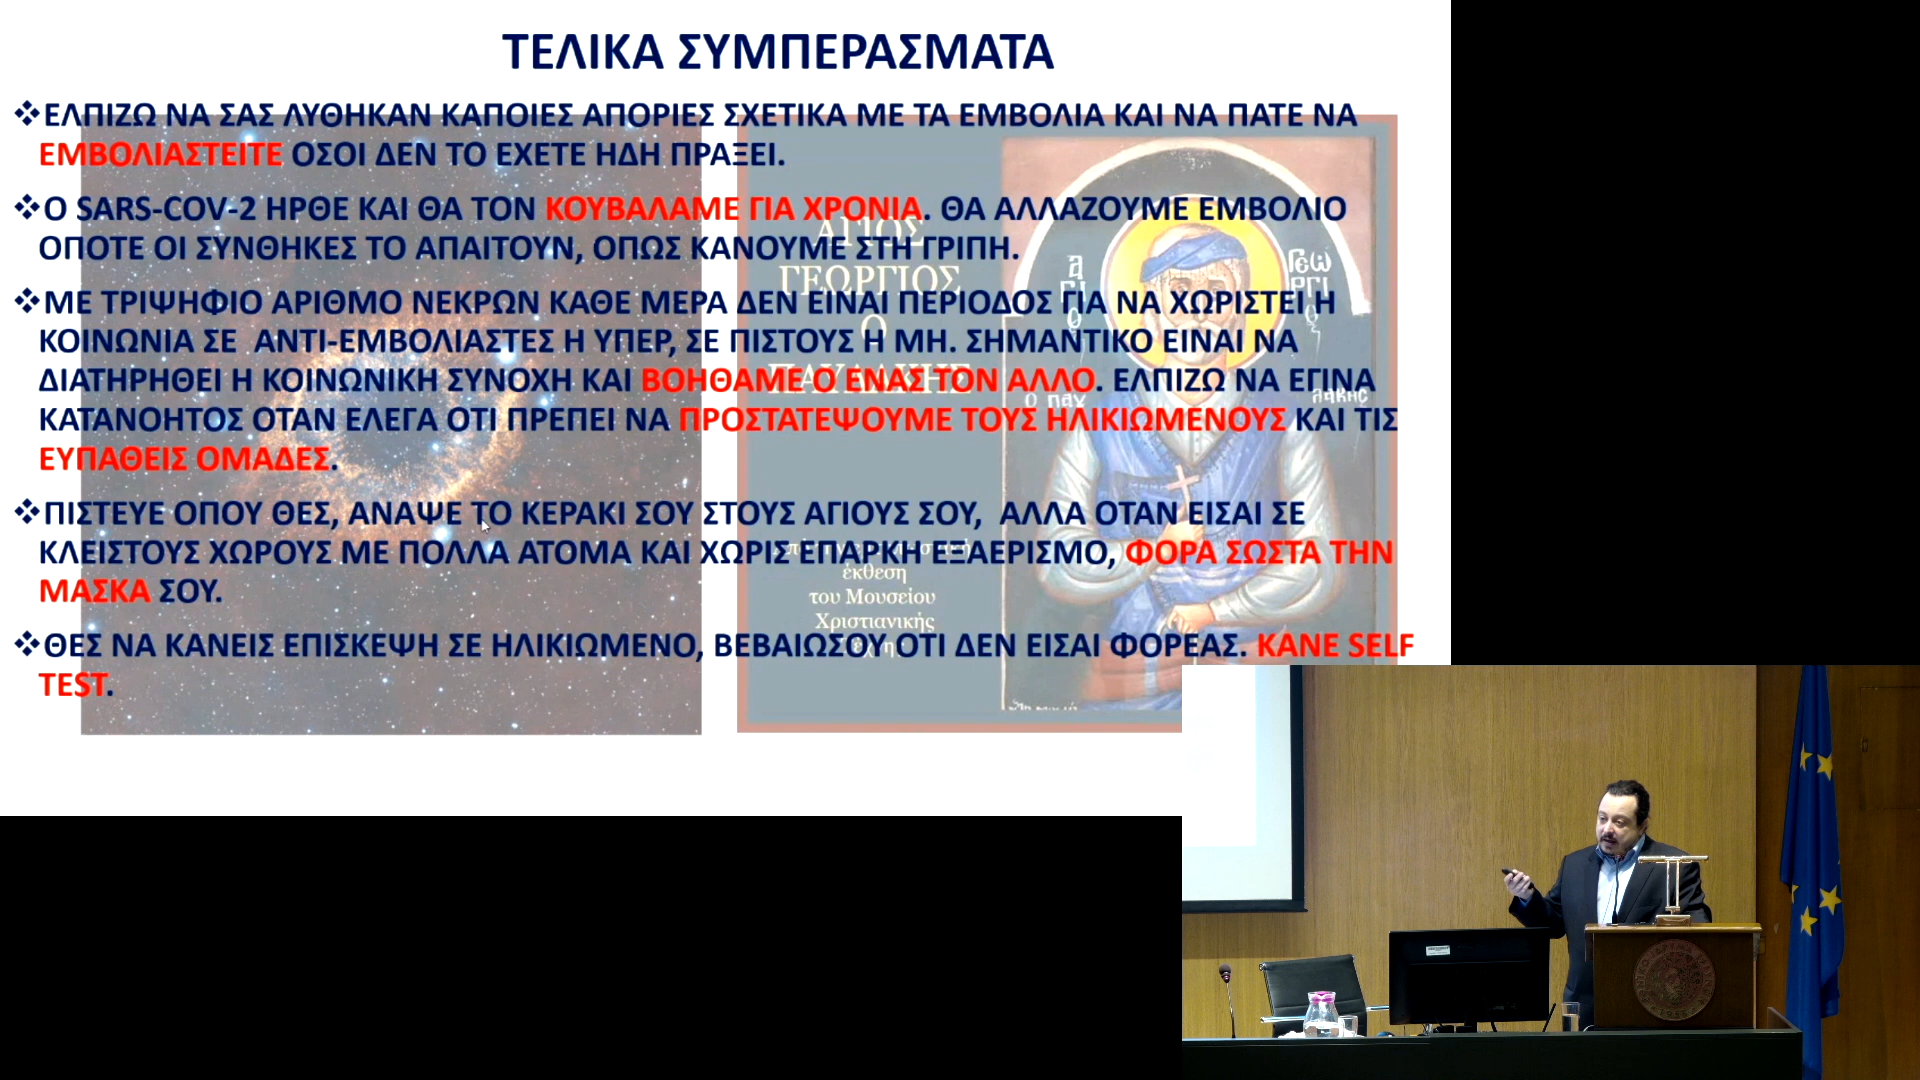 ΤΕΛΙΚΑ ΣΥΜΠΕΡΑΣΜΑΤΑ
❖ΕΛΠΙΖΩ ΝΑ ΣΑΣ ΛΥΘΗΚΑΝ ΚΑΠΟΙΕΣ ΑΠΟΡΙΕΣ ΣΧΕΤΙΚΑ ΜΕ ΤΑ ΕΜΒΟΛΙΑ ΚΑΙ ΝΑ ΠΑΤΕ ΝΑ
ΕΜΒΟΛΙΑΣΤΕΙΤΕ ΟΣΟΙ ΔΕΝ ΤΟ ΕΧΕΤΕ ΗΔΗ ΠΡΑΞΕΙ.
❖Ο SARS-COV-2 ΗΡΘΕ ΚΑΙ ΘΑ ΤΟΝ ΚΟΥΒΑΛΑΜΕ ΓΙΑ ΧΡΟΝΙΑ. ΘΑ ΑΛΛΑΖΟΥΜΕ ΕΜΒΟΛΙΟ
ΟΠΟΤΕ ΟΙ ΣΥΝΘΗΚΕΣ ΤΟ ΑΠΑΙΤΟΥΝ, ΟΠΩΣ ΚΑΝΟΥΜΕ ΣΤΗ ΓΡΙΠΗ.
❖ΜΕ ΤΡΙΨΗΦΙΟ ΑΡΙΘΜΟ ΝΕΚΡΩΝ ΚΑΘΕ ΜΕΡΑ ΔΕΝ ΕΙΝΑΙ ΠΕΡΙΟΔΟΣ ΓΙΑ ΝΑ ΧΩΡΙΣΤΕΙ Η
ΚΟΙΝΩΝΙΑ ΣΕ ΑΝΤΙ-ΕΜΒΟΛΙΑΣΤΕΣ Η ΥΠΕΡ, ΣΕ ΠΙΣΤΟΥΣ Η ΜΗ. ΣΗΜΑΝΤΙΚΟ ΕΙΝΑΙ ΝΑ
ΔΙΑΤΗΡΗΘΕΙ Η ΚΟΙΝΩΝΙΚΗ ΣΥΝΟΧΗ ΚΑΙ ΒΟΗΘΑΜΕ Ο ΕΝΑΣ ΤΟΝ ΑΛΛΟ. ΕΛΠΙΖΩ ΝΑ ΕΓΙΝΑ
ΚΑΤΑΝΟΗΤΟΣ ΟΤΑΝ ΕΛΕΓΑ ΟΤΙ ΠΡΕΠΕΙ ΝΑ ΠΡΟΣΤΑΤΕΨΟΥΜΕ ΤΟΥΣ ΗΛΙΚΙΩΜΕΝΟΥΣ ΚΑΙ ΤΙΣ
ΕΥΠΑΘΕΙΣ ΟΜΑΔΕΣ.
❖ΠΙΣΤΕΥΕ ΟΠΟΥ ΘΕΣ, ΑΝΑΨΕ ΤΟ ΚΕΡΑΚΙ ΣΟΥ ΣΤΟΥΣ ΑΓΙΟΥΣ ΣΟΥ, ΑΛΛΑ ΟΤΑΝ ΕΙΣΑΙ ΣΕ
ΚΛΕΙΣΤΟΥΣ ΧΩΡΟΥΣ ΜΕ ΠΟΛΛΑ ΑΤΟΜΑ ΚΑΙ ΧΩΡΙΣ ΕΠΑΡΚΗ ΕΞΑΕΡΙΣΜΟ, ΦΟΡΑ ΣΩΣΤΑ ΤΗΝ
ΜΑΣΚΑ ΣΟΥ.
❖ΘΕΣ ΝΑ ΚΑΝΕΙΣ ΕΠΙΣΚΕΨΗ ΣΕ ΗΛΙΚΙΩΜΕΝΟ, ΒΕΒΑΙΩΣΟΥ ΟΤΙ ΔΕΝ ΕΙΣΑΙ ΦΟΡΕΑΣ. ΚΑΝΕ SELF
TEST.
ΑΓΙΟΣ
ΓΕΩΡΓΙΟΣ
Ο
ΠΑΥΛΑΚΗΣ
έκθεση
του Μουσείου
Χριστιανικής